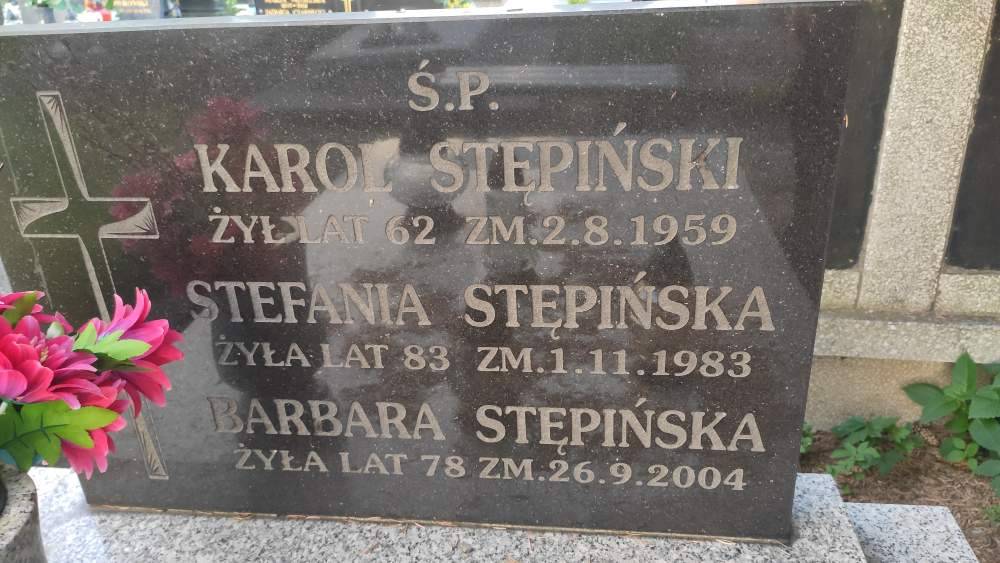 Ś.P.
KAROL STĘPIŃSKI
ŻYŁ LAT 62 ZM.2.8.1959
STEFANIA STĘPIŃSKA
ŻYŁA LAT 83 ZM.1.11.1983
BARBARA STĘPIŃSKA
ŻYŁA LAT 78 ZM.26.9.2004